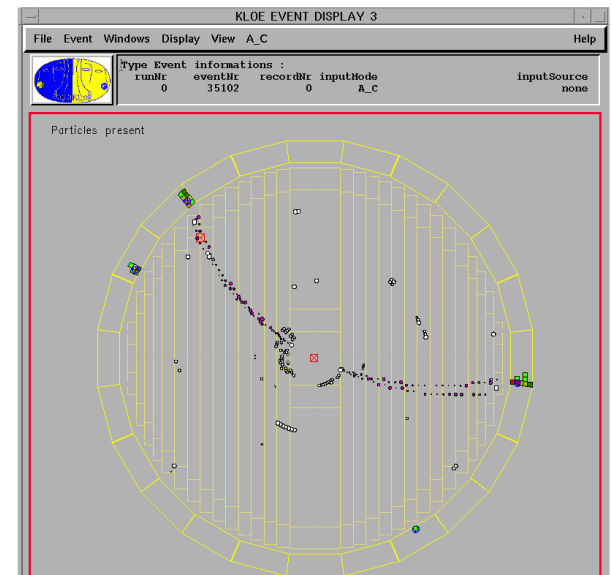 KLOE EVENT DISPLAY 3
File Event Windows Display View A_C Help
Type Event informations :
runNr eventNr recordNr inputMode inputSource
0 35102 0 A_C none
Particles present